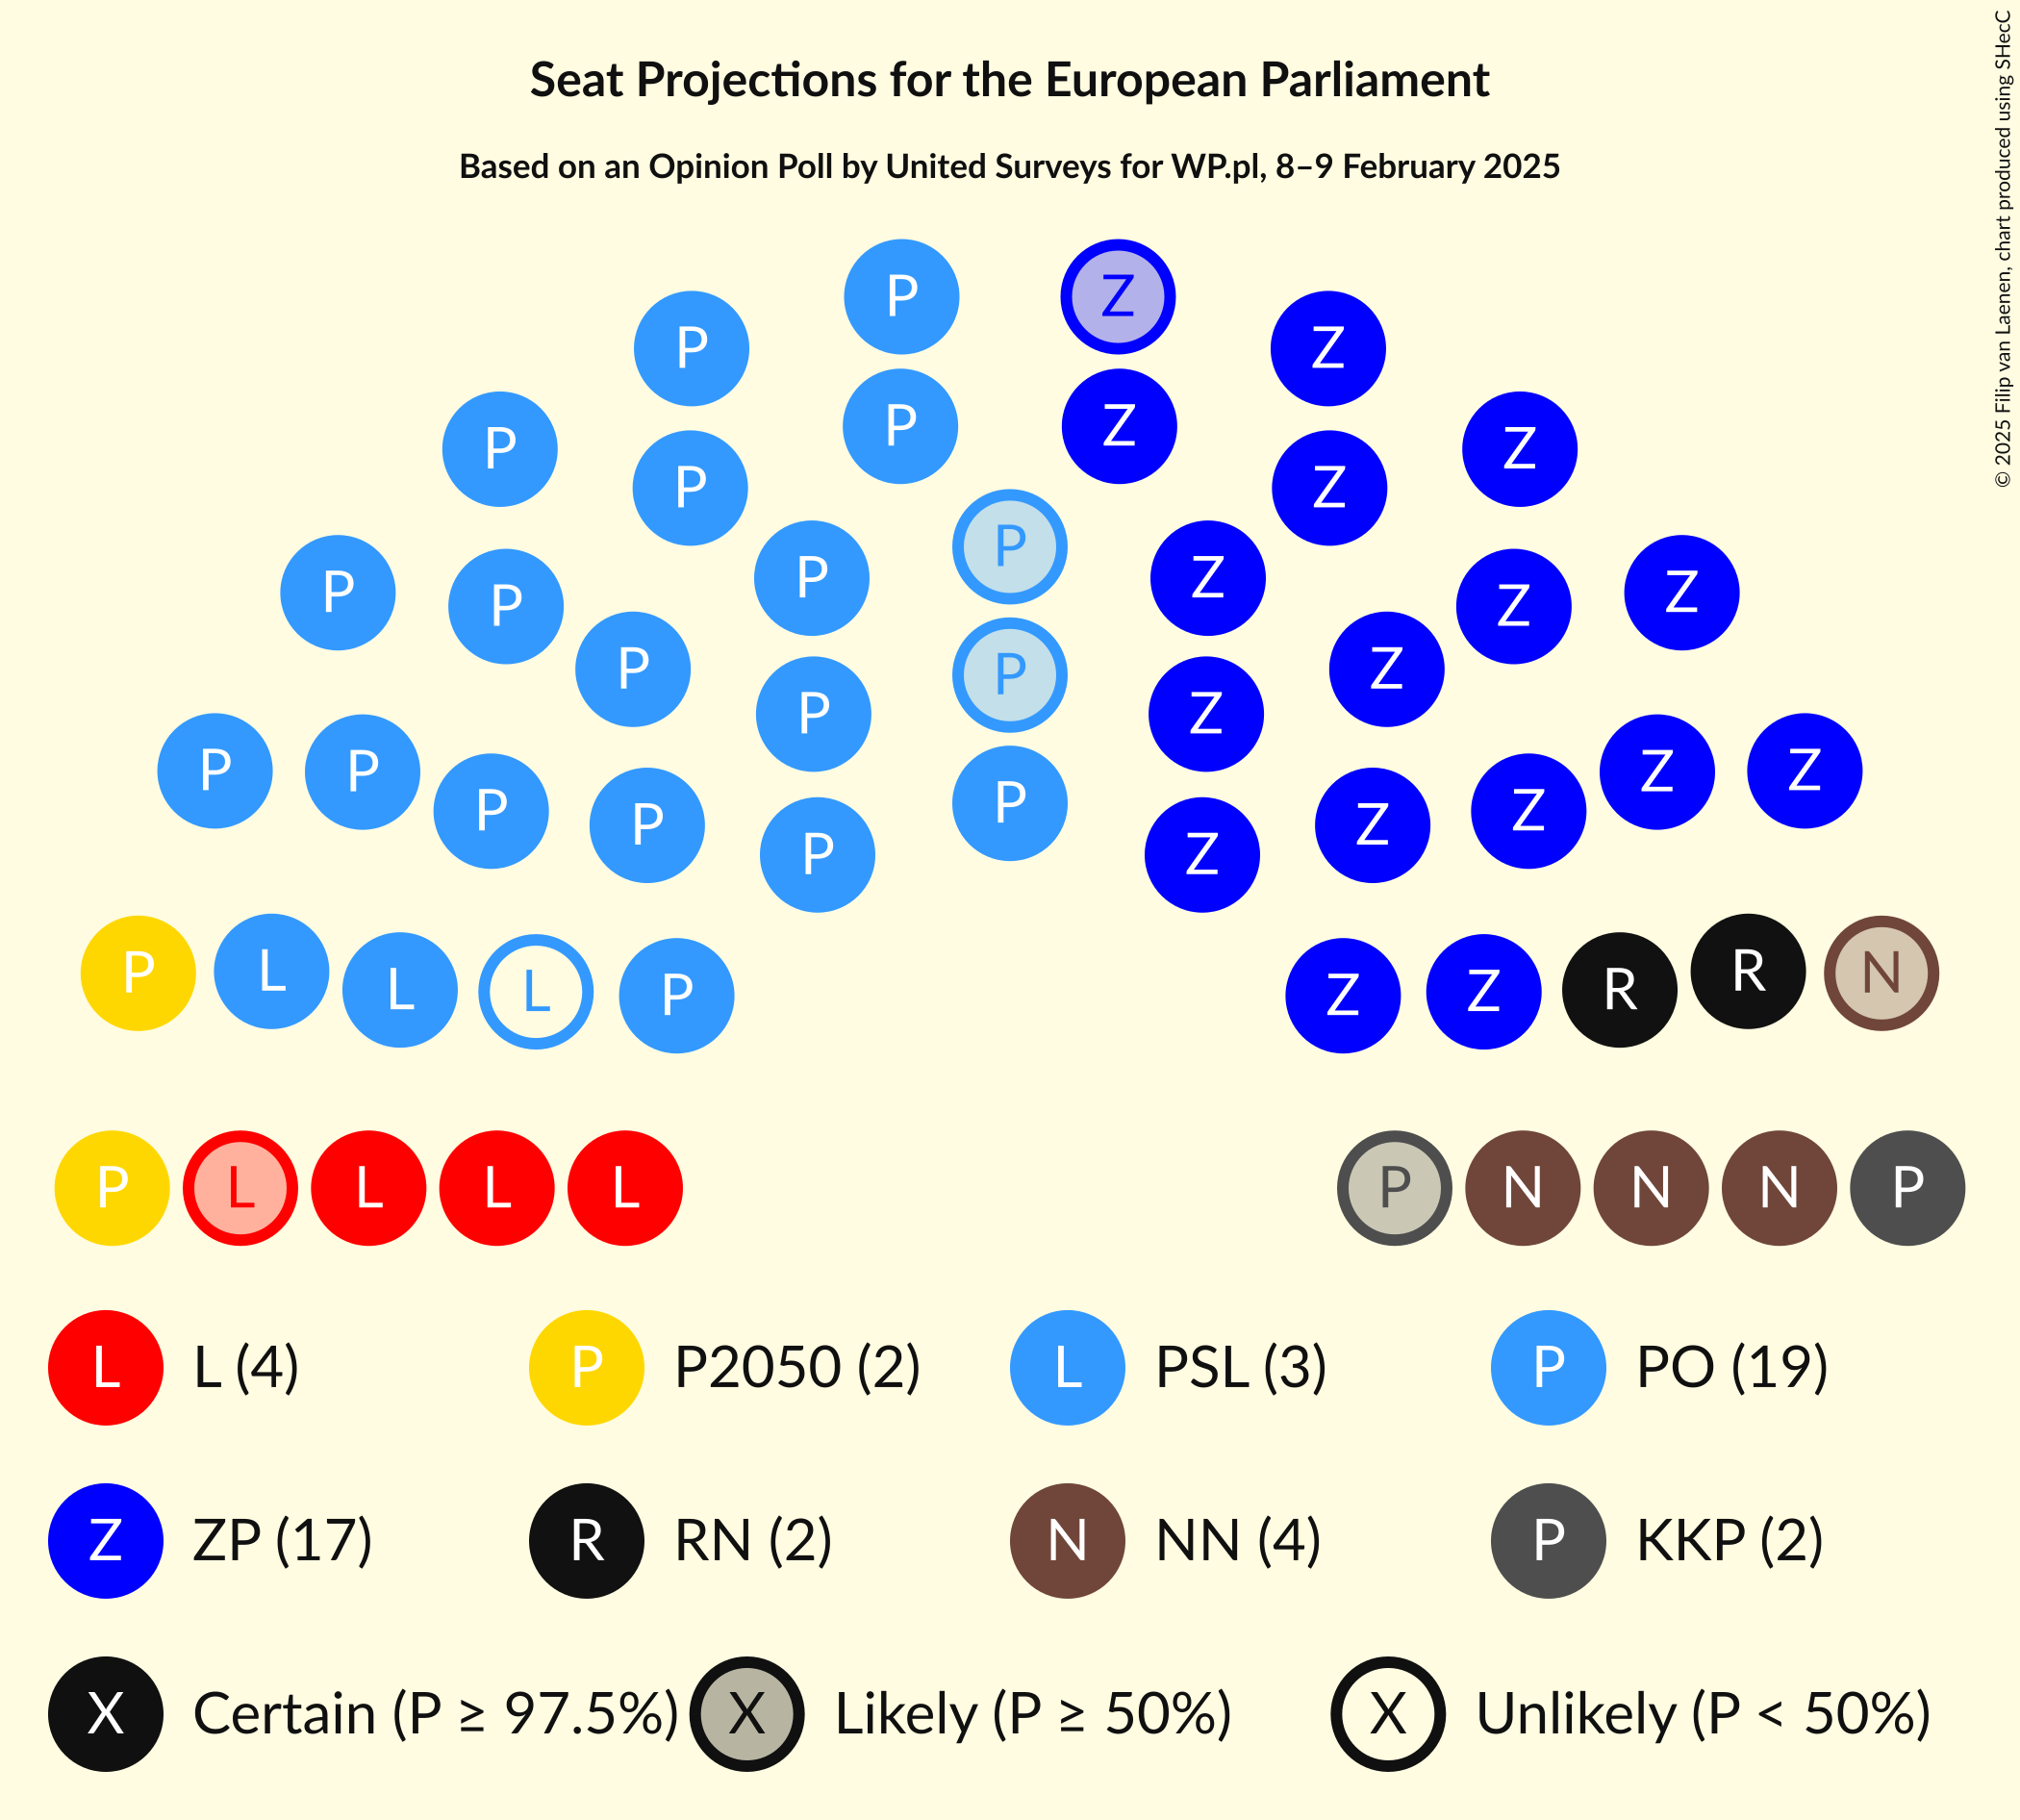 Seat Projections for the European Parliament
Based on an Opinion Poll by United Surveys for WP.pl, 8–9 February 2025
© 2025 Filip van Laenen, chart produced using SHecC
P Z
P Z
P Z
P Z
P Z
P
P Z
P Z
P Z
P Z
P
P Z
P Z
P Z
P Z
P Z
P
P Z
P Z
P L L L P Z Z R R N
P L L L L P N N N P
L L (4) P P2050 (2) L PSL (3) P PO (19)
Z ZP (17) R RN (2) N NN (4) P KKP (2)
X Certain (P ≥ 97.5%) X Likely (P ≥ 50%) X Unlikely (P < 50%)